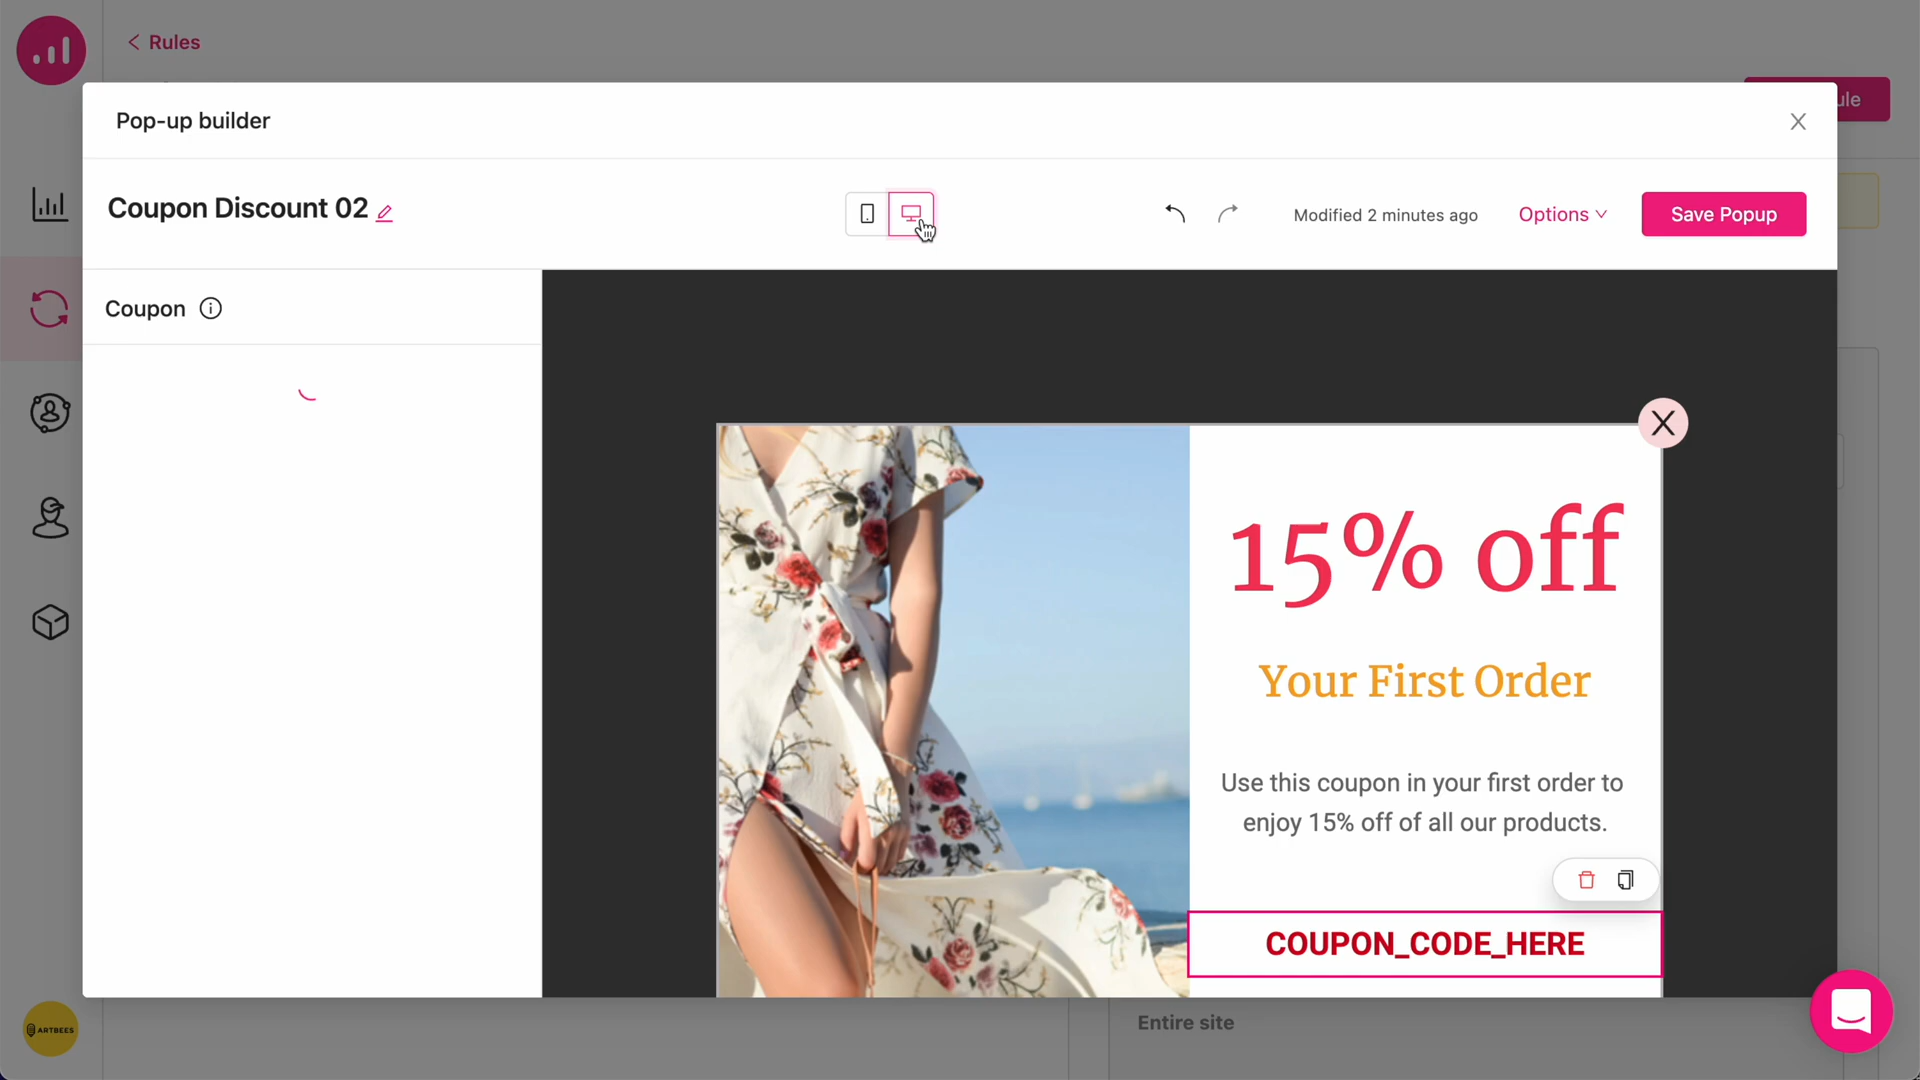 Rules
ule
Pop-up builder
Coupon Discount 02
Modified 2 minutes ago
Options
Save Popup
Coupon
15% off
Your First Order
Use this coupon in your first order to
enjoy 15% off of all our products.
COUPON_CODE_HERE
ARTBEES
Entire site